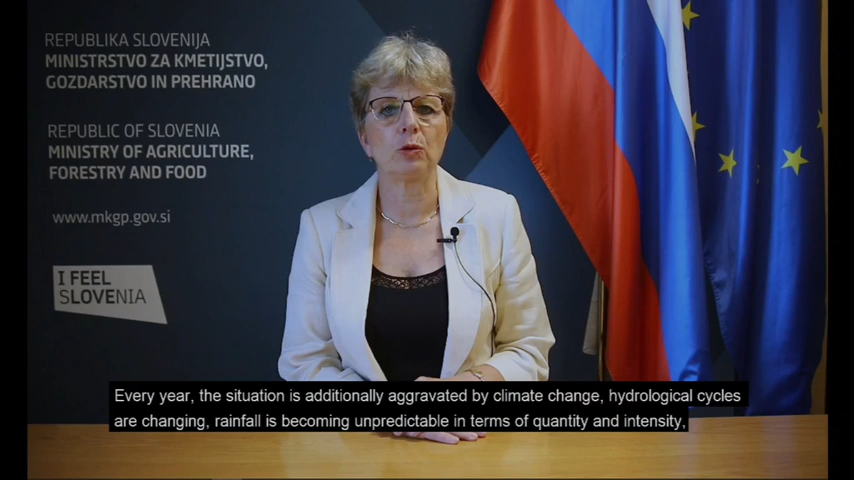 REPUBLIKA SLOVENIJA
MINISTRSTVO ZA KMETIJSTVO,
GOZDARSTVO IN PREHRANO
REPUBLIC OF SLOVENIA
MINISTRY OF AGRICULTURE,
FORESTRY AND FOOD
www.mkgp.gov.si
I FEEL
SLOVENIA
Every year, the situation is additionally aggravated by climate change, hydrological cycles
are changing, rainfall is becoming unpredictable in terms of quantity and intensity,